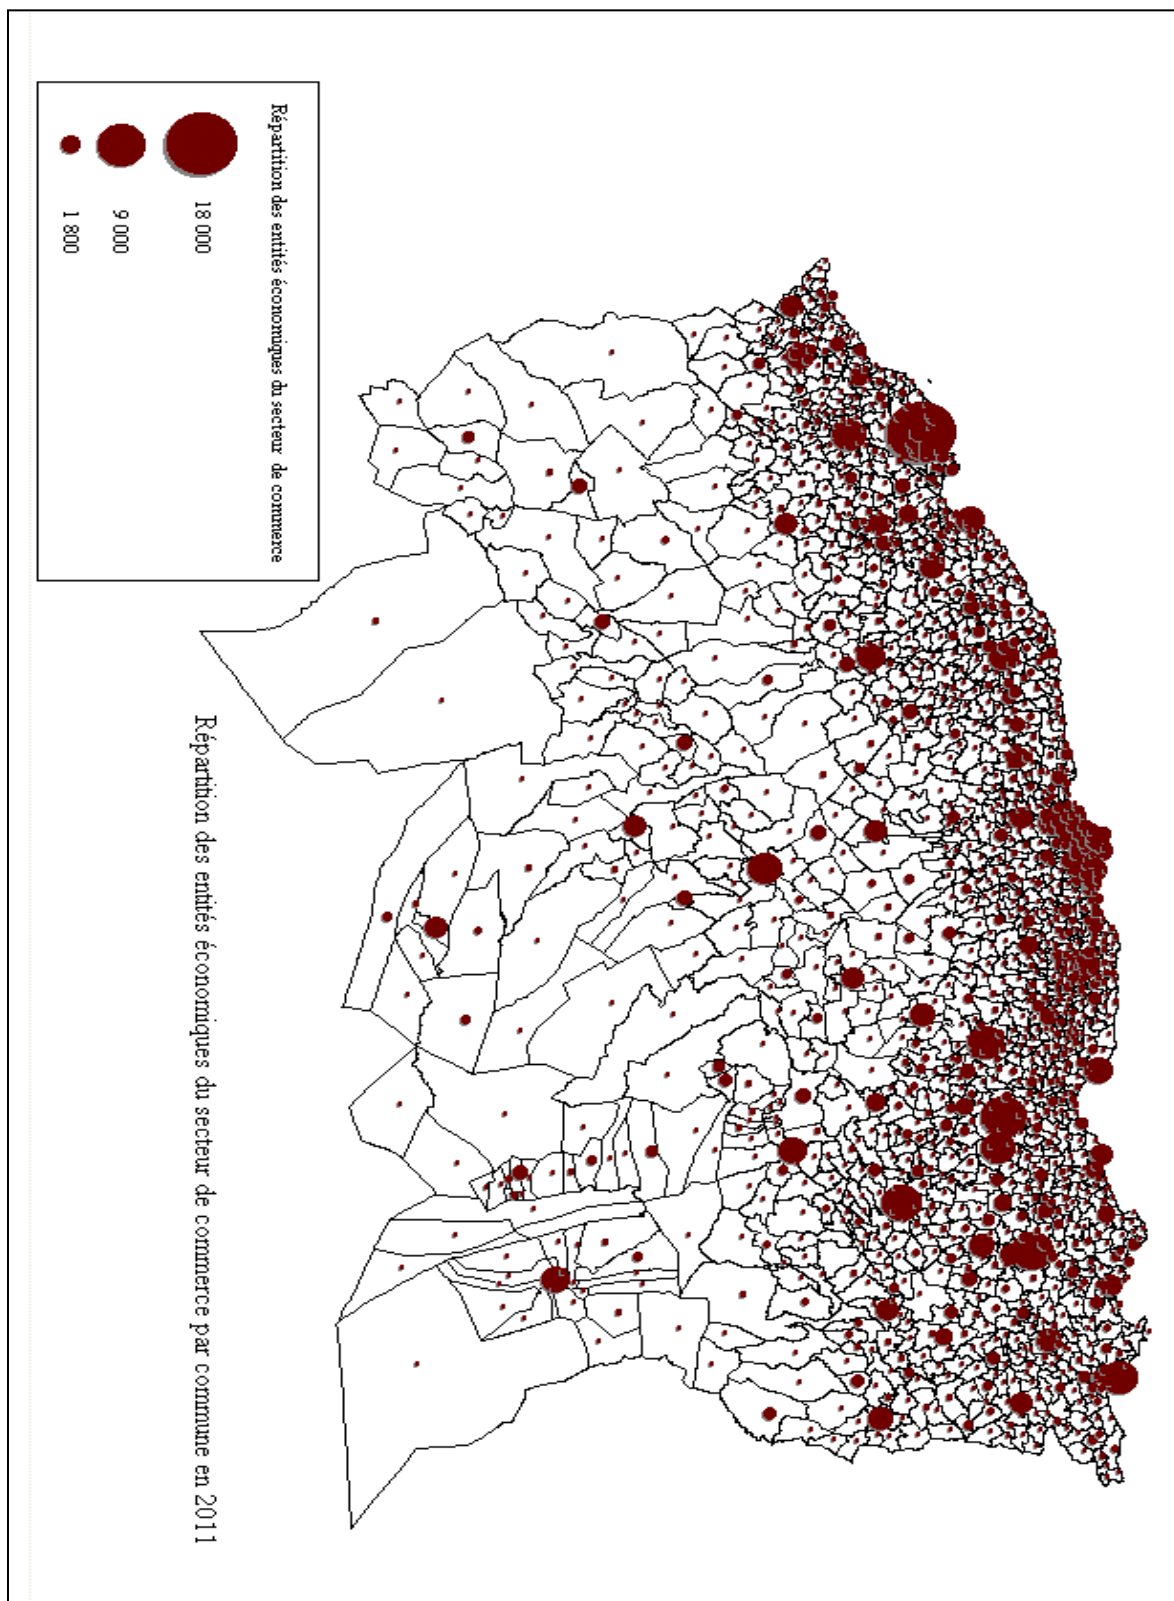 Répartition des entités économiques du secteur de commerce
18 000
9 000
1 800
Répartition des entités économiques du secteur de commerce par commune en 2011